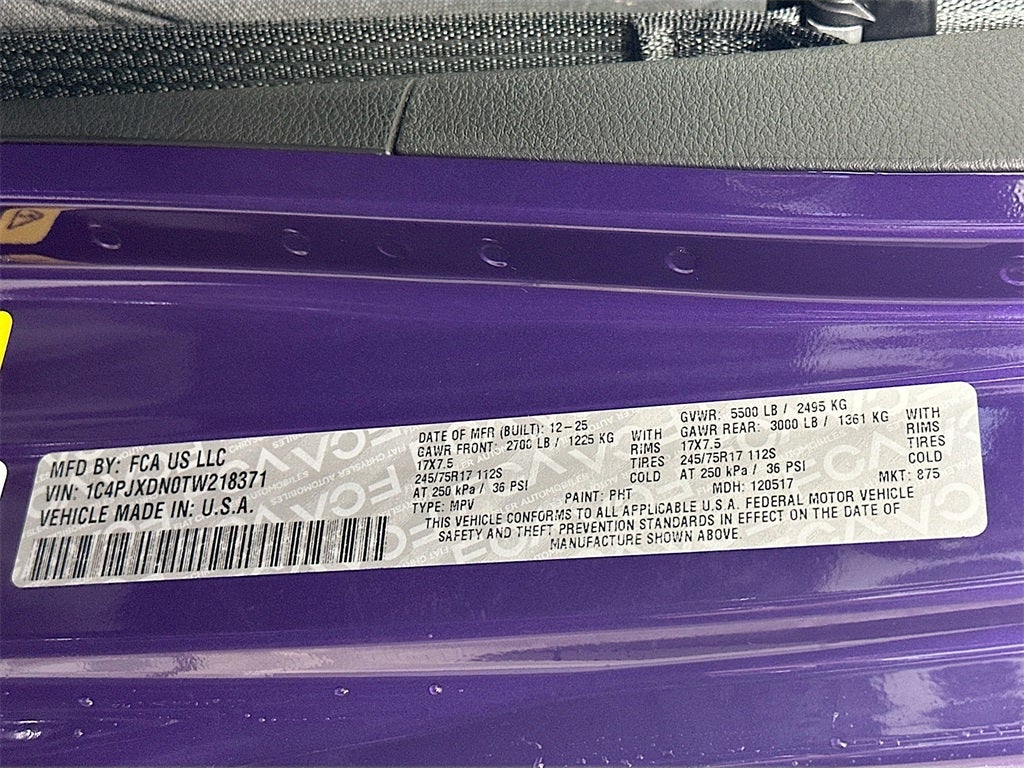 MFD BY: FCA US LLC
VIN: 1C4PJXDN0TW218371
VEHICLE MADE IN: U.S.A.
DATE OF MFR (BUILT): 12-25
GAWR FRONT: 2700 LB / 1225 KG WITH
17X7.5 RIMS
245/75R17 112S TIRES
AT 250 kPa / 36 PSI COLD
TYPE: MPV PAINT: PHT
GVWR: 5500 LB / 2495 KG
GAWR REAR: 3000 LB / 1361 KG WITH
17X7.5 RIMS
245/75R17 112S TIRES
AT 250 kPa / 36 PSI COLD
MDH: 120517 MKT: 875
THIS VEHICLE CONFORMS TO ALL APPLICABLE U.S.A. FEDERAL MOTOR VEHICLE
SAFETY AND THEFT PREVENTION STANDARDS IN EFFECT ON THE DATE OF
MANUFACTURE SHOWN ABOVE.